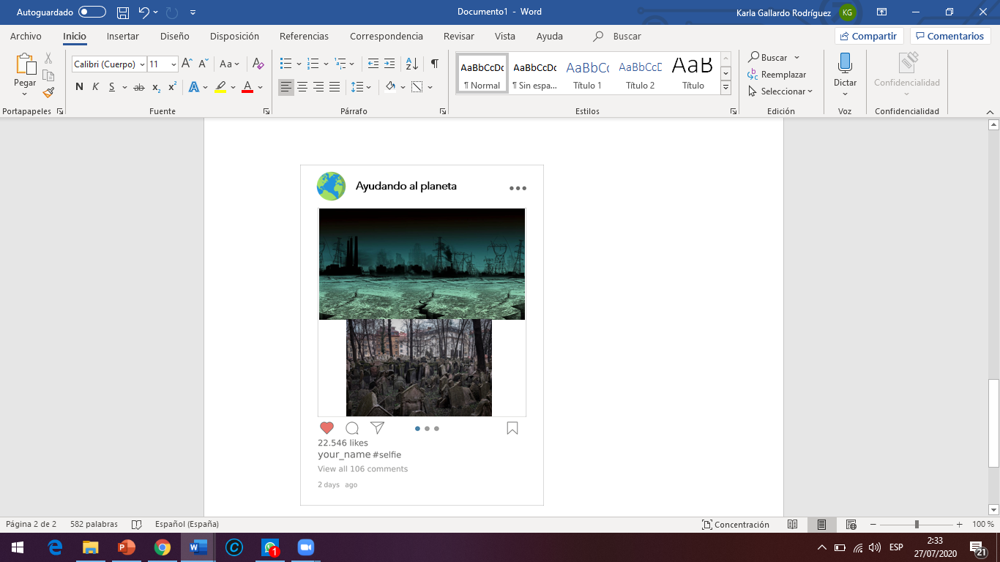 Autoguardado
Documento1 - Word
Karla Gallardo Rodríguez
KG
Archivo
Inicio
Insertar
Diseño
Disposición
Referencias
Correspondencia
Revisar
Vista
Ayuda
Buscar
Compartir
Comentarios
Pegar
Portapapeles
Calibri (Cuerpo)
11
Aa
N K S ab x₂ x²
Fuente
Párrafo
AaBbCcDc
¶ Normal
AaBbCcDc
¶ Sin espa...
AaBbCc
Título 1
AaBbCcD
Título 2
AaB
Título
Estilos
Buscar
Reemplazar
Seleccionar
Edición
Dictar
Voz
Confidencialidad
Confidencialidad
Ayudando al planeta
22.546 likes
your_name #selfie
View all 106 comments
2 days ago
Página 2 de 2
582 palabras
Español (España)
Concentración
100 %
1
ESP
2:33
27/07/2020
21